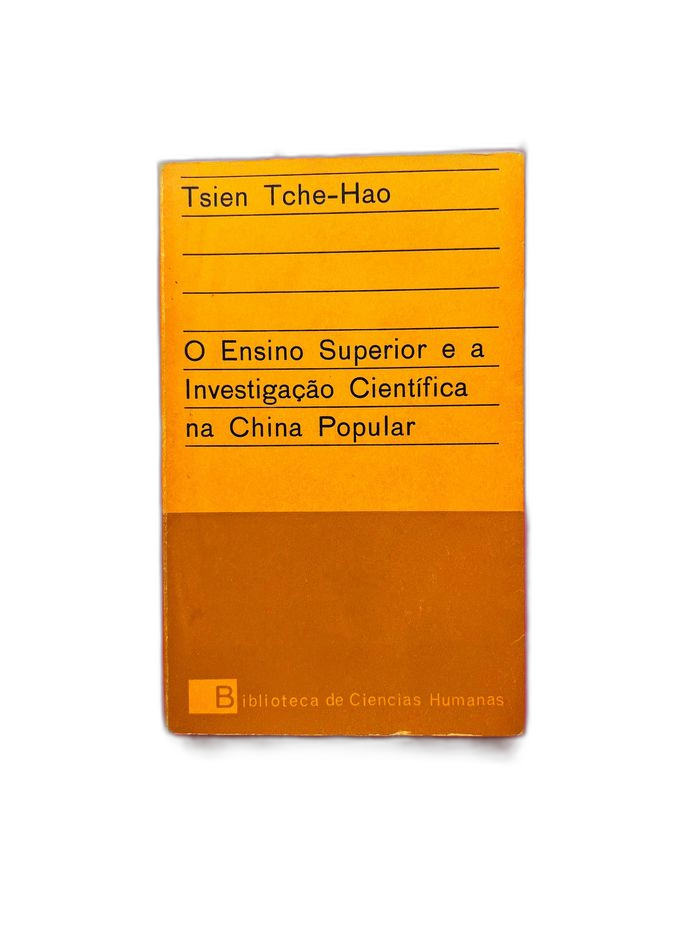 Tsien Tche-Hao
O Ensino Superior e a
Investigação Científica
na China Popular
Biblioteca de Ciencias Humanas